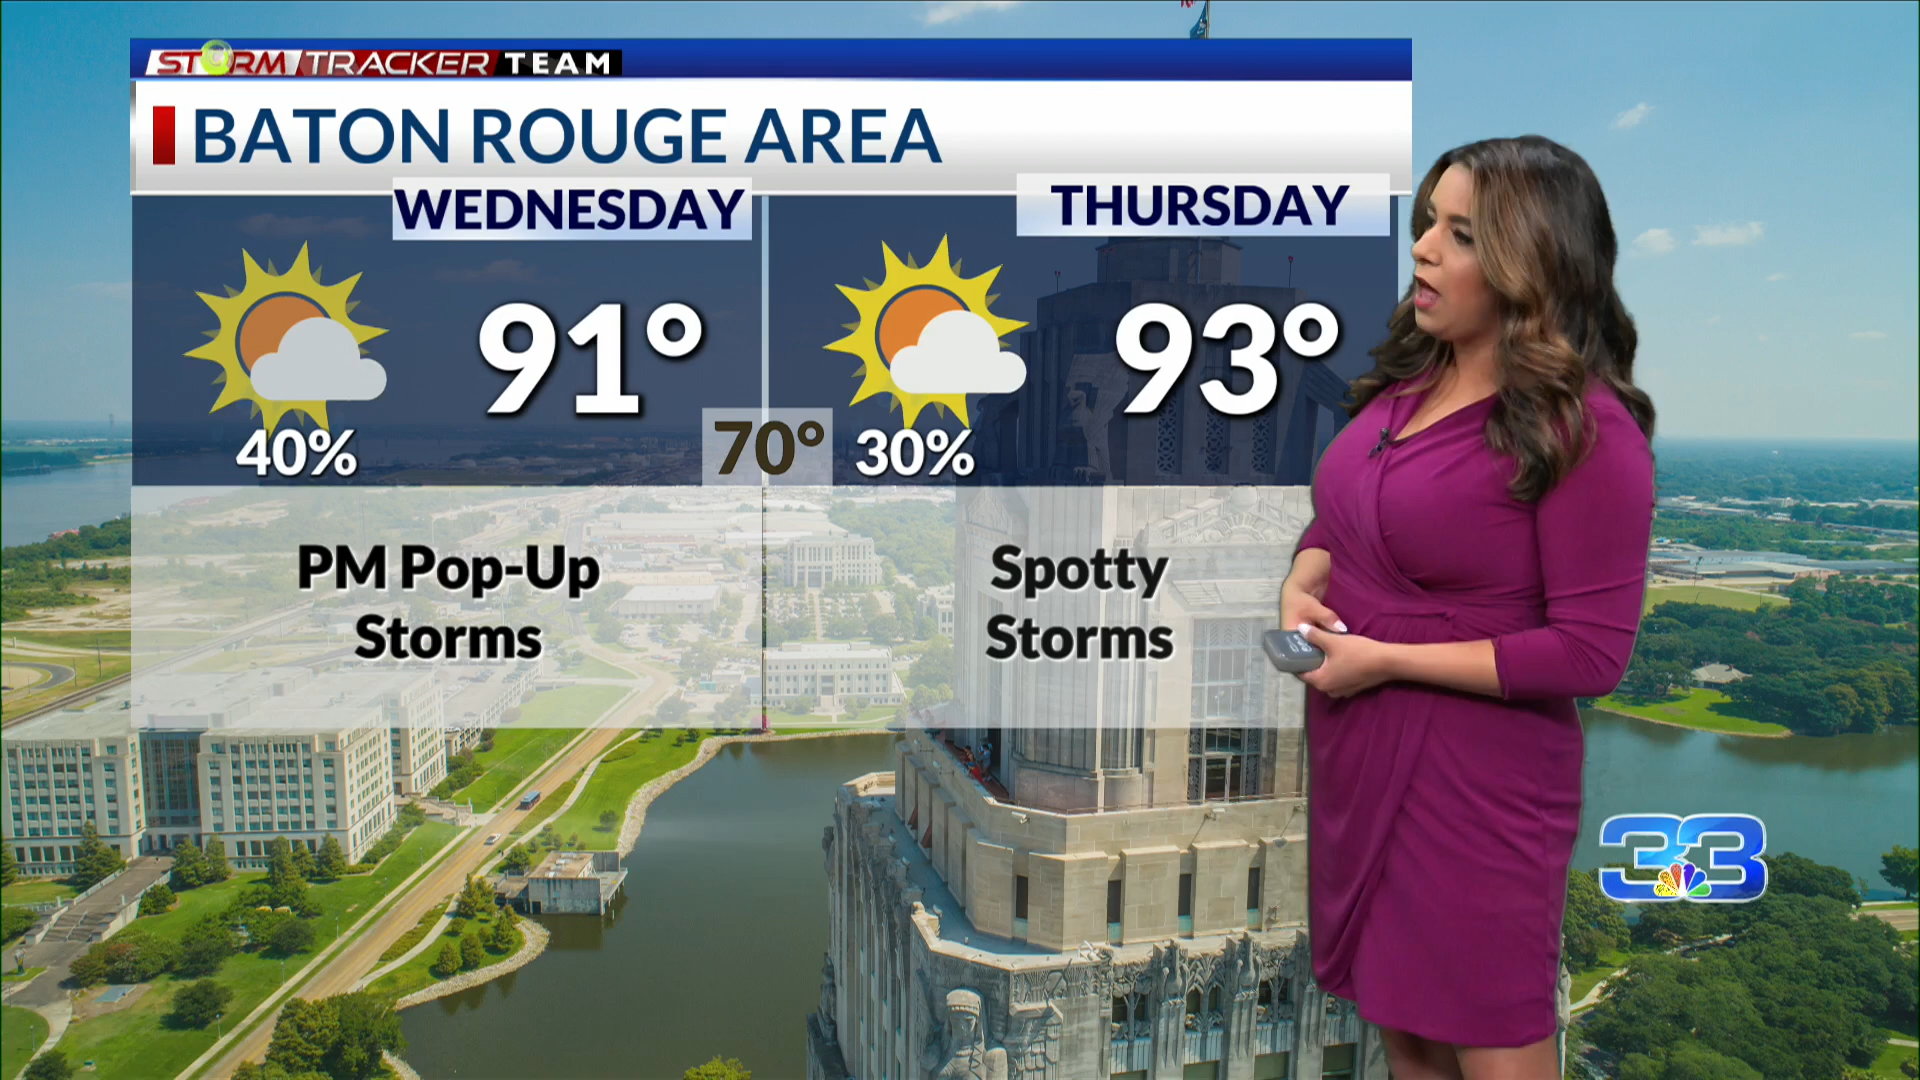 STORM TRACKER TEAM
BATON ROUGE AREA
WEDNESDAY
THURSDAY
91°
93°
40%
70°
30%
PM Pop-Up
Storms
Spotty
Storms
33